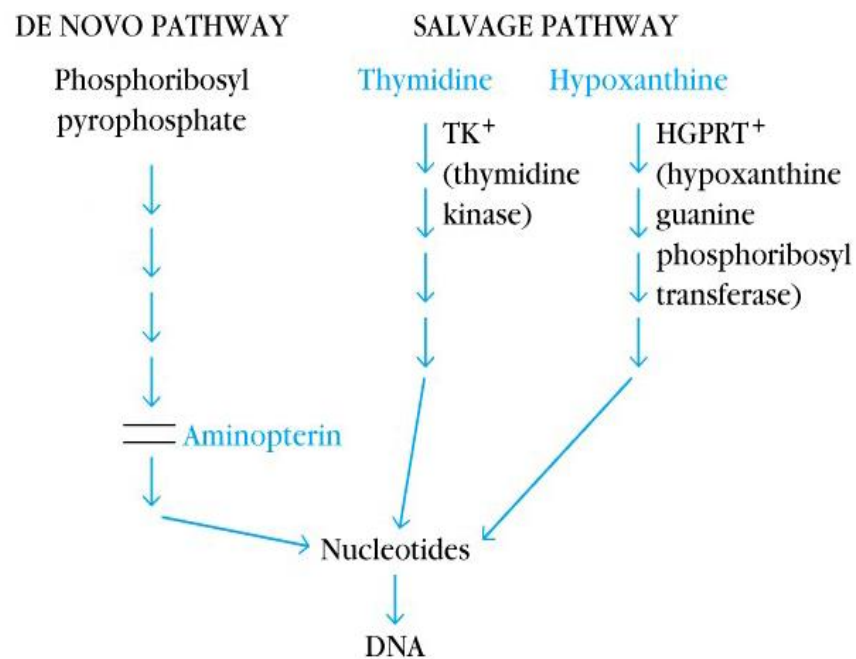 DE NOVO PATHWAY
Phosphoribosyl
pyrophosphate
Aminopterin
SALVAGE PATHWAY
Thymidine
TK+
(thymidine
kinase)
Hypoxanthine
HGPRT+
(hypoxanthine
guanine
phosphoribosyl
transferase)
Nucleotides
DNA